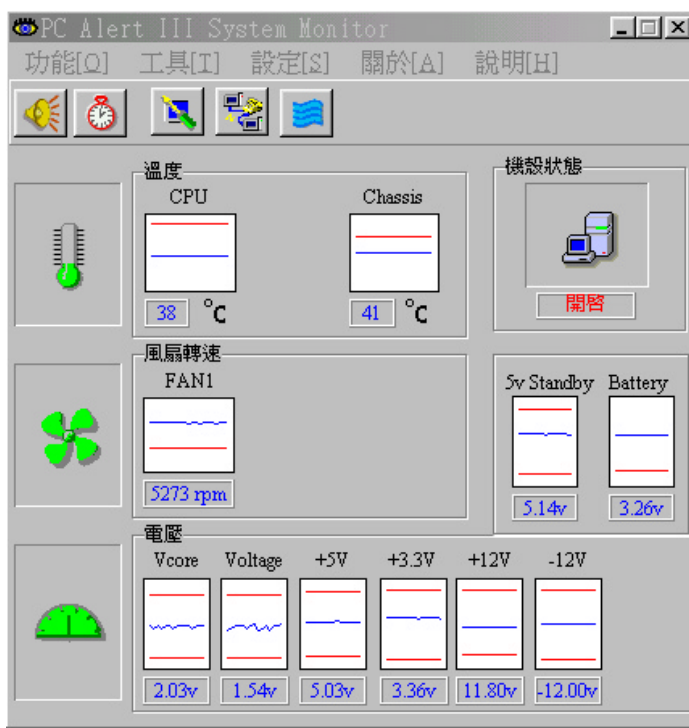 PC Alert III System Monitor
功能[O] 工具[T] 設定[S] 關於[A] 說明[H]
溫度
CPU Chassis
38 °C 41 °C
機殼狀態
開啓
風扇轉速
FAN1
5273 rpm
5v Standby Battery
5.14v 3.26v
電壓
Vcore Voltage +5V +3.3V +12V -12V
2.03v 1.54v 5.03v 3.36v 11.80v -12.00v